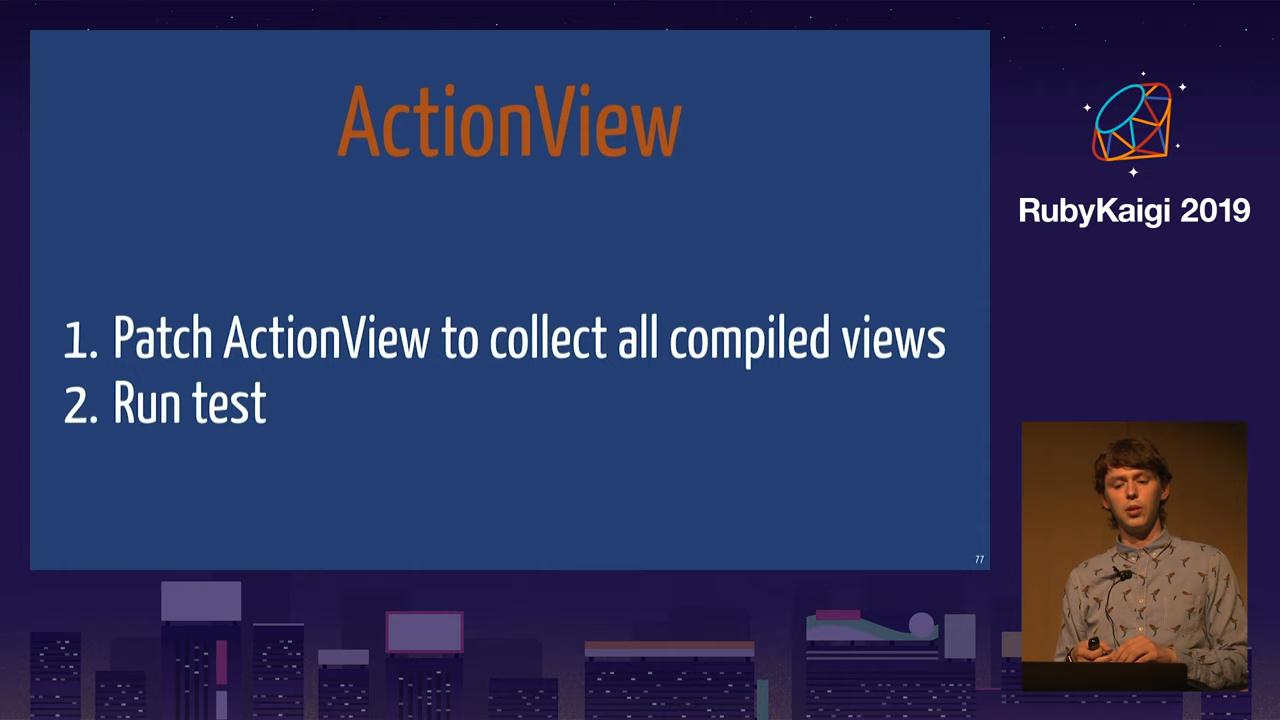 ActionView
1. Patch ActionView to collect all compiled views
2. Run test
77
RubyKaigi 2019